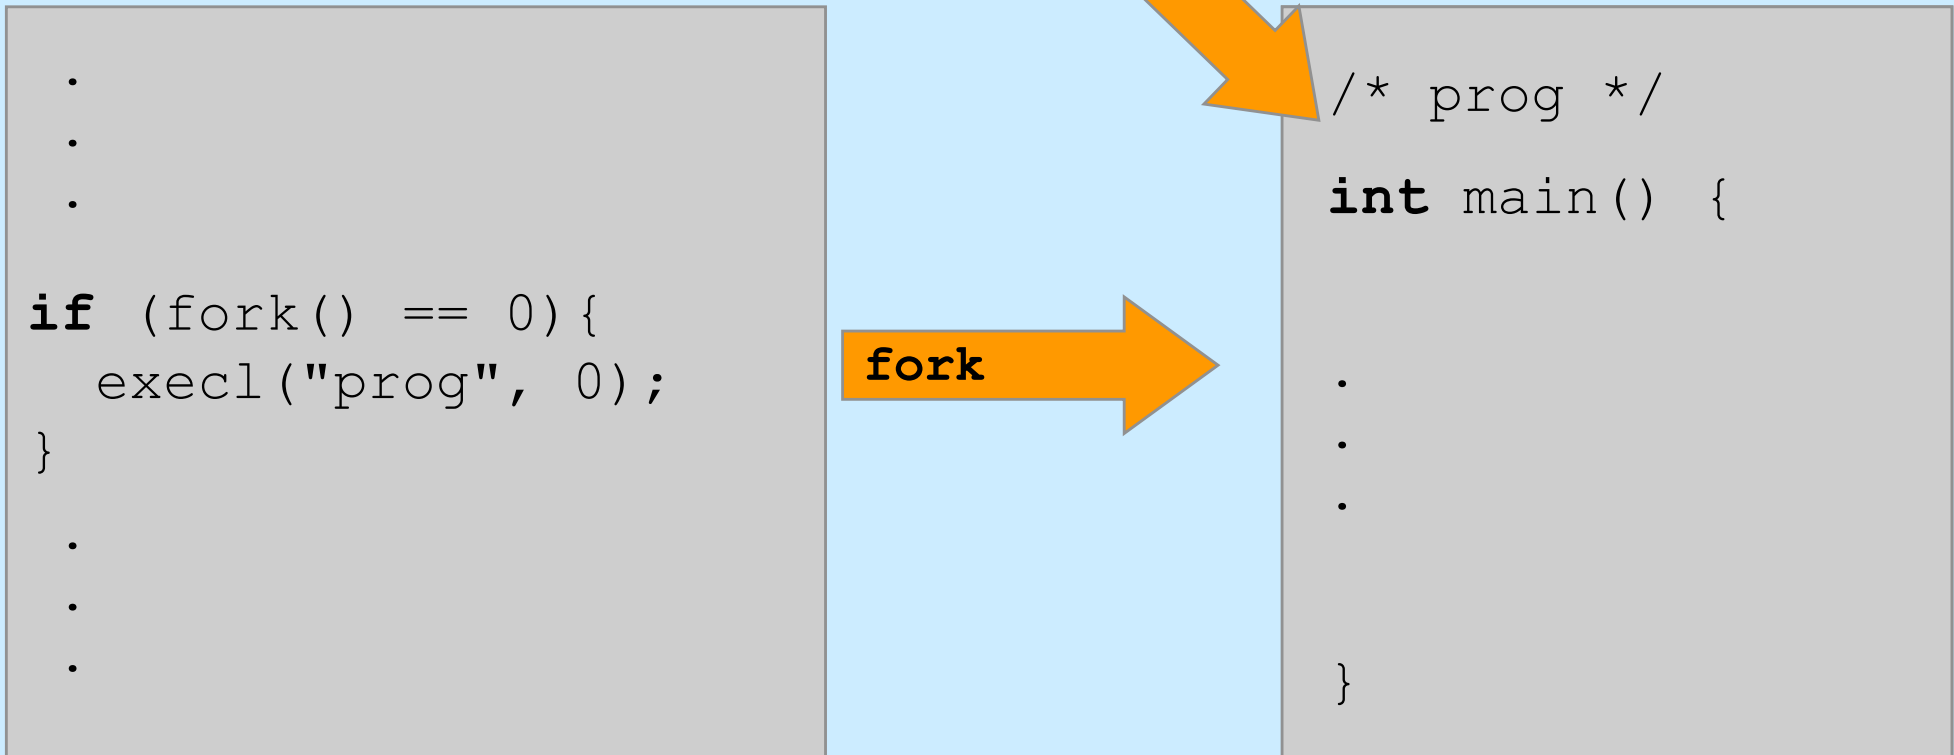 .
.
.
if (fork() == 0){
  execl("prog", 0);
}
.
.
.
fork
/* prog */
int main() {
.
.
.
}